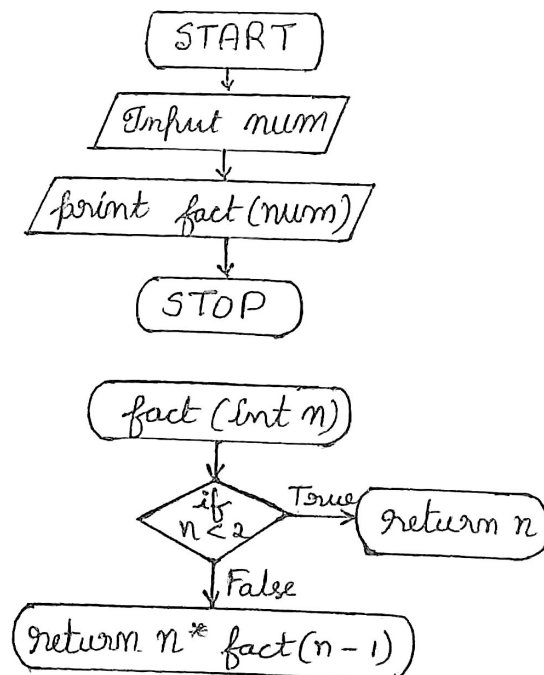 START
Input num
print fact(num)
STOP
fact (int n)
if
n < 2
True
return n
False
return n * fact(n - 1)